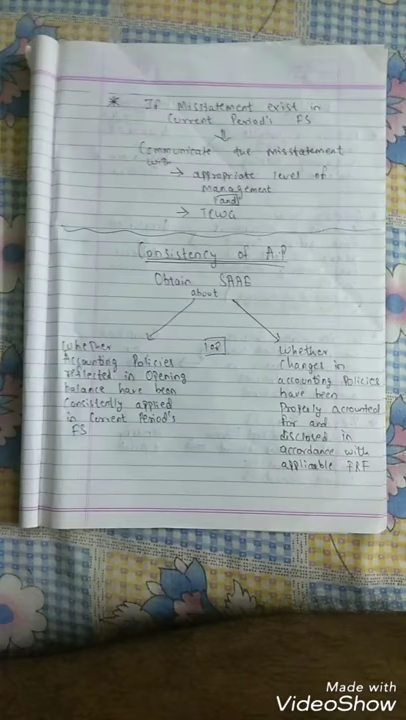 * If Misstatement exist in
Current Period's FS
⇓
Communicate the misstatement
with
→ appropriate level of
Management
and
→ TCWG
Consistency of A.P
Obtain SAAE
about
Whether
Accounting Policies
reflected in Opening
balance have been
Consistently applied
in Current Period's
FS
or
Whether
Changes in
accounting Policies
have been
Properly accounted
for and
disclosed in
accordance with
applicable FRF
Made with
VideoShow